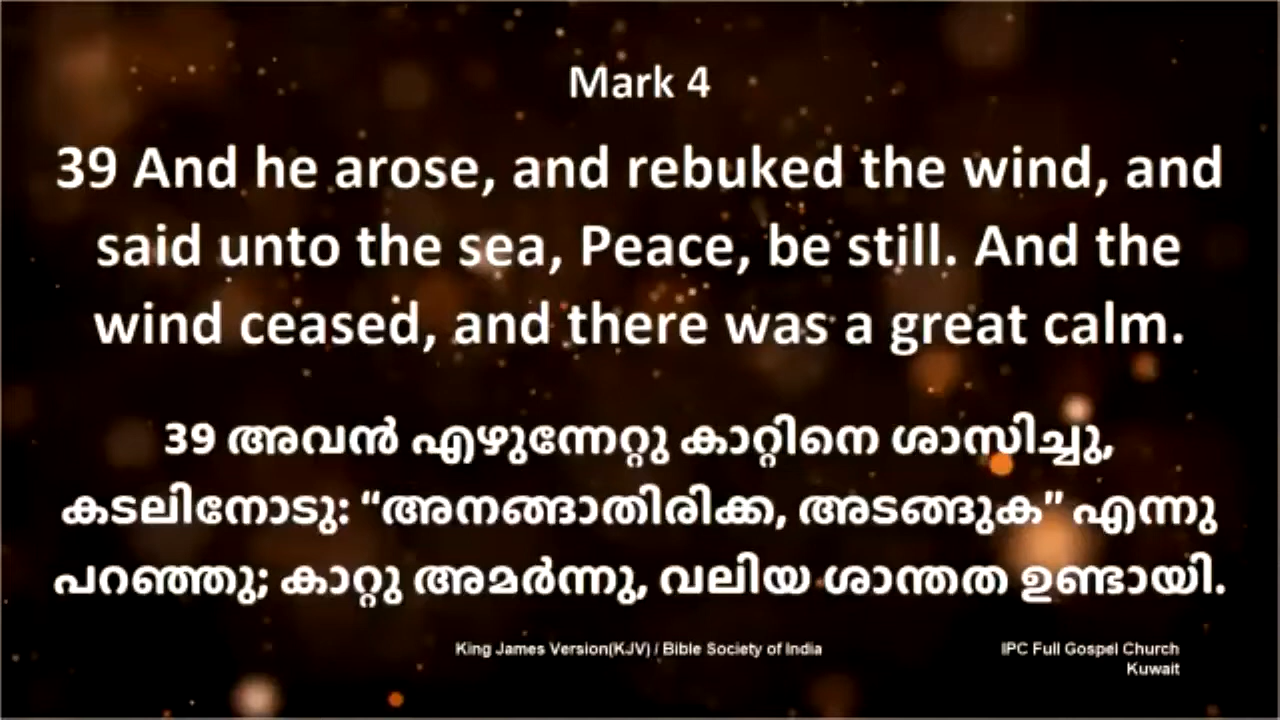 Mark 4
39 And he arose, and rebuked the wind, and
said unto the sea, Peace, be still. And the
wind ceased, and there was a great calm.
39 അവൻ എഴുന്നേറ്റു കാറ്റിനെ ശാസിച്ചു,
കടലിനോടു: “അനങ്ങാതിരിക്ക, അടങ്ങുക” എന്നു
പറഞ്ഞു; കാറ്റു അമർന്നു, വലിയ ശാന്തത ഉണ്ടായി.
King James Version(KJV) / Bible Society of India
IPC Full Gospel Church
Kuwait